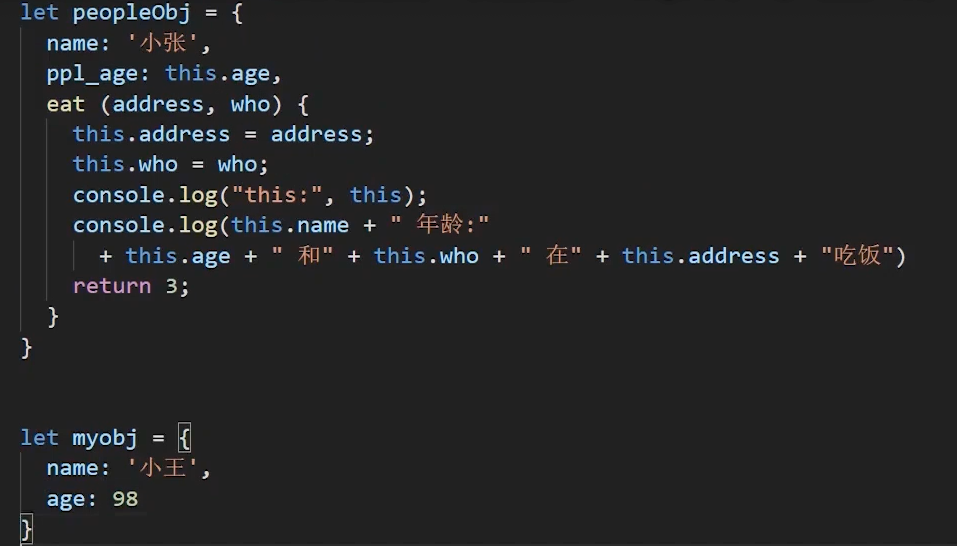 let peopleObj = {
  name: '小张',
  ppl_age: this.age,
  eat (address, who) {
    this.address = address;
    this.who = who;
    console.log("this:", this);
    console.log(this.name + " 年龄:"
      + this.age + " 和" + this.who + " 在" + this.address + "吃饭")
    return 3;
  }
}
let myobj = {
  name: '小王',
  age: 98
}